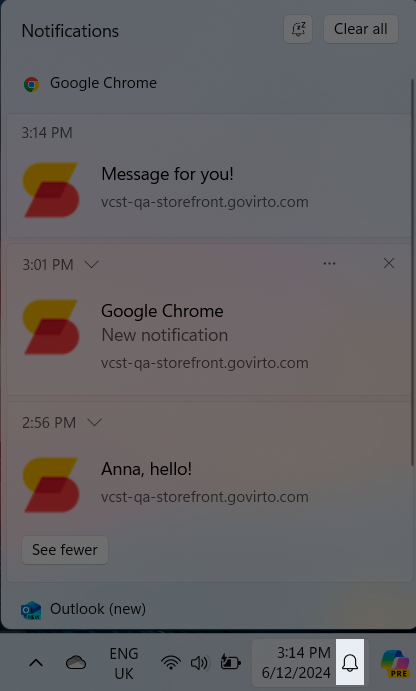 Notifications
Clear all
Google Chrome
3:14 PM
Message for you!
vcst-qa-storefront.govirto.com
3:01 PM
Google Chrome
New notification
vcst-qa-storefront.govirto.com
2:56 PM
Anna, hello!
vcst-qa-storefront.govirto.com
See fewer
Outlook (new)
ENG
UK
3:14 PM
6/12/2024
PRE